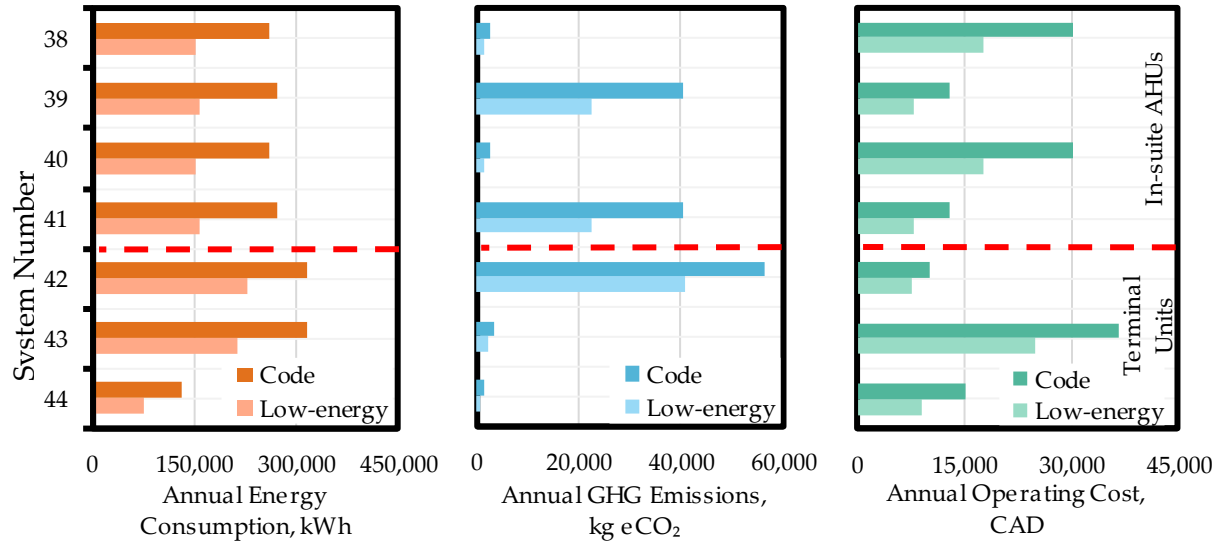 38
39
40
41
42
43
44
Svstem Number
Code
Low-energy
0 150,000 300,000 450,000
Annual Energy
Consumption, kWh
Code
Low-energy
0 20,000 40,000 60,000
Annual GHG Emissions,
kg eCO₂
In-suite AHUs
Terminal
Units
Code
Low-energy
0 15,000 30,000 45,000
Annual Operating Cost,
CAD